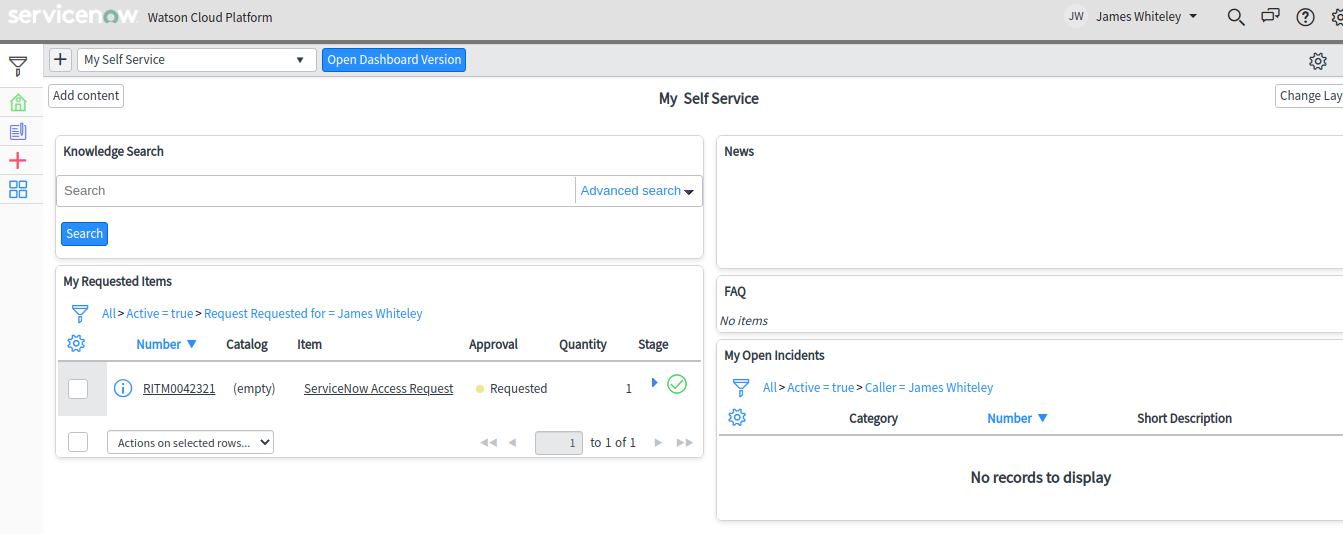 servicenow Watson Cloud Platform JW James Whiteley
My Self Service Open Dashboard Version
Add content My Self Service Change Lay
Knowledge Search
Search Advanced search
Search
My Requested Items
All > Active = true > Request Requested for = James Whiteley
Number Catalog Item Approval Quantity Stage
RITM0042321 (empty) ServiceNow Access Request Requested 1
Actions on selected rows... 1 to 1 of 1
News
FAQ
No items
My Open Incidents
All > Active = true > Caller = James Whiteley
Category Number Short Description
No records to display